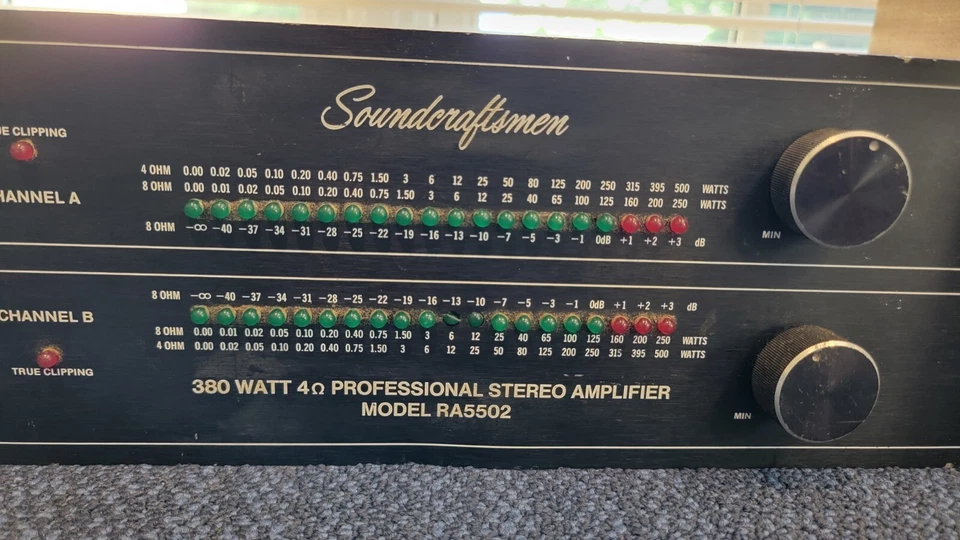 Soundcraftsmen
UE CLIPPING
4 OHM 0.00 0.02 0.05 0.10 0.20 0.40 0.75 1.50 3 6 12 25 50 80 125 200 250 315 395 500 WATTS
8 OHM 0.00 0.01 0.02 0.05 0.10 0.20 0.40 0.75 1.50 3 6 12 25 40 65 100 125 160 200 250 WATTS
HANNEL A
8 OHM -∞ -40 -37 -34 -31 -28 -25 -22 -19 -16 -13 -10 -7 -5 -3 -1 0dB +1 +2 +3 dB
MIN
8 OHM -∞ -40 -37 -34 -31 -28 -25 -22 -19 -16 -13 -10 -7 -5 -3 -1 0dB +1 +2 +3 dB
CHANNEL B
8 OHM 0.00 0.01 0.02 0.05 0.10 0.20 0.40 0.75 1.50 3 6 12 25 40 65 100 125 160 200 250 WATTS
4 OHM 0.00 0.02 0.05 0.10 0.20 0.40 0.75 1.50 3 6 12 25 50 80 125 200 250 315 395 500 WATTS
TRUE CLIPPING
380 WATT 4Ω PROFESSIONAL STEREO AMPLIFIER
MODEL RA5502
MIN